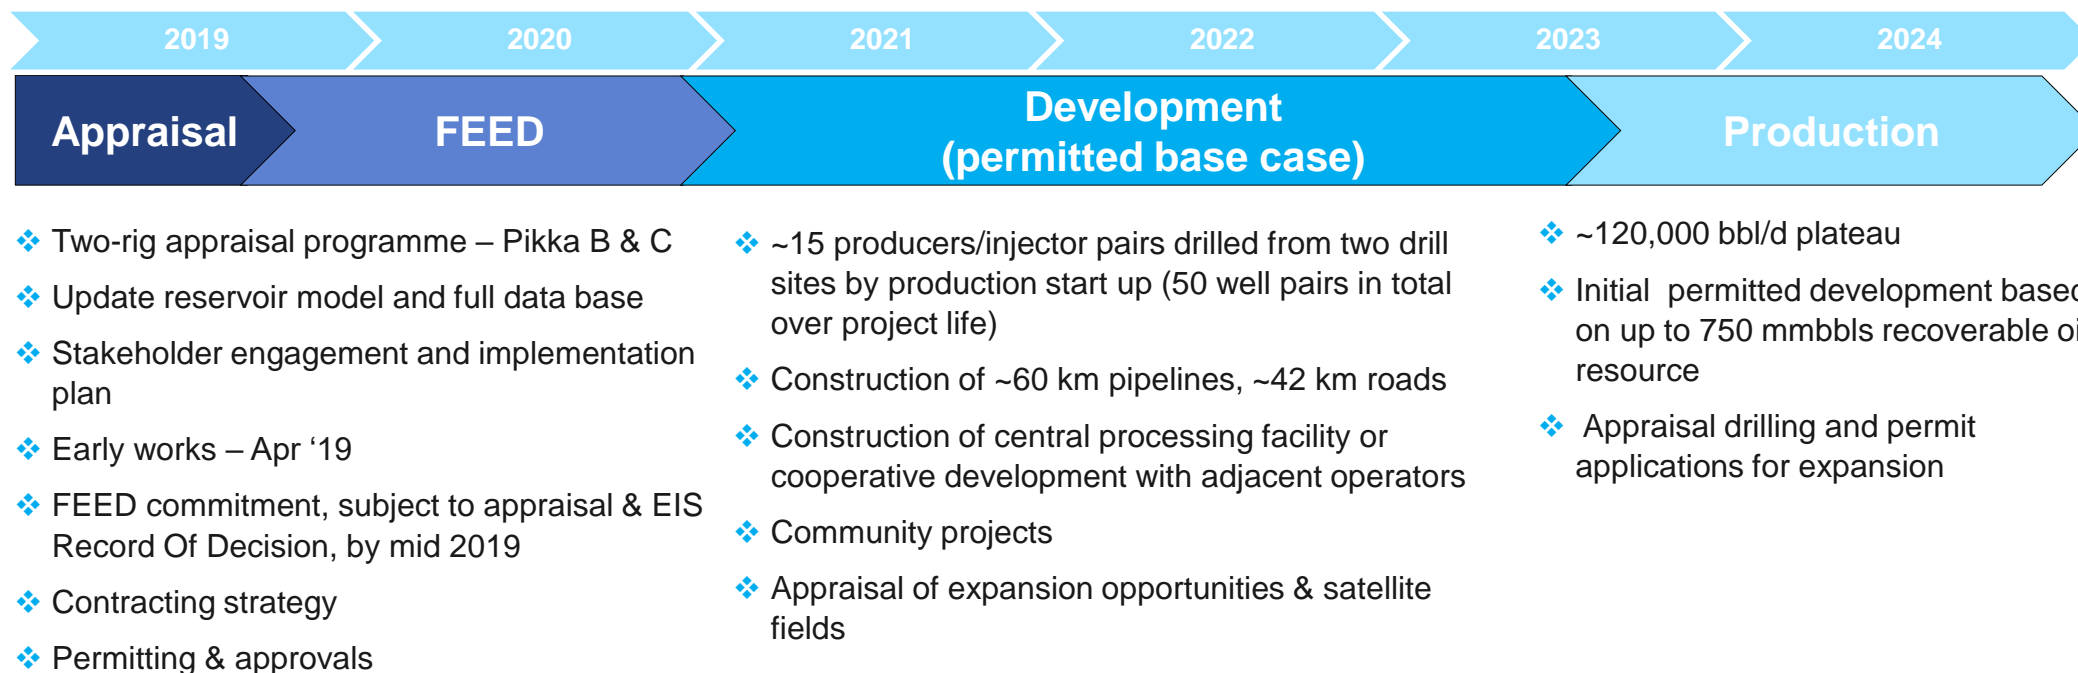 2019 2020 2021 2022 2023 2024
Appraisal FEED Development
(permitted base case) Production
❖ Two-rig appraisal programme – Pikka B & C
❖ Update reservoir model and full data base
❖ Stakeholder engagement and implementation
plan
❖ Early works – Apr ‘19
❖ FEED commitment, subject to appraisal & EIS
Record Of Decision, by mid 2019
❖ Contracting strategy
❖ Permitting & approvals
❖ ~15 producers/injector pairs drilled from two drill
sites by production start up (50 well pairs in total
over project life)
❖ Construction of ~60 km pipelines, ~42 km roads
❖ Construction of central processing facility or
cooperative development with adjacent operators
❖ Community projects
❖ Appraisal of expansion opportunities & satellite
fields
❖ ~120,000 bbl/d plateau
❖ Initial permitted development based
on up to 750 mmbbls recoverable oi
resource
❖ Appraisal drilling and permit
applications for expansion